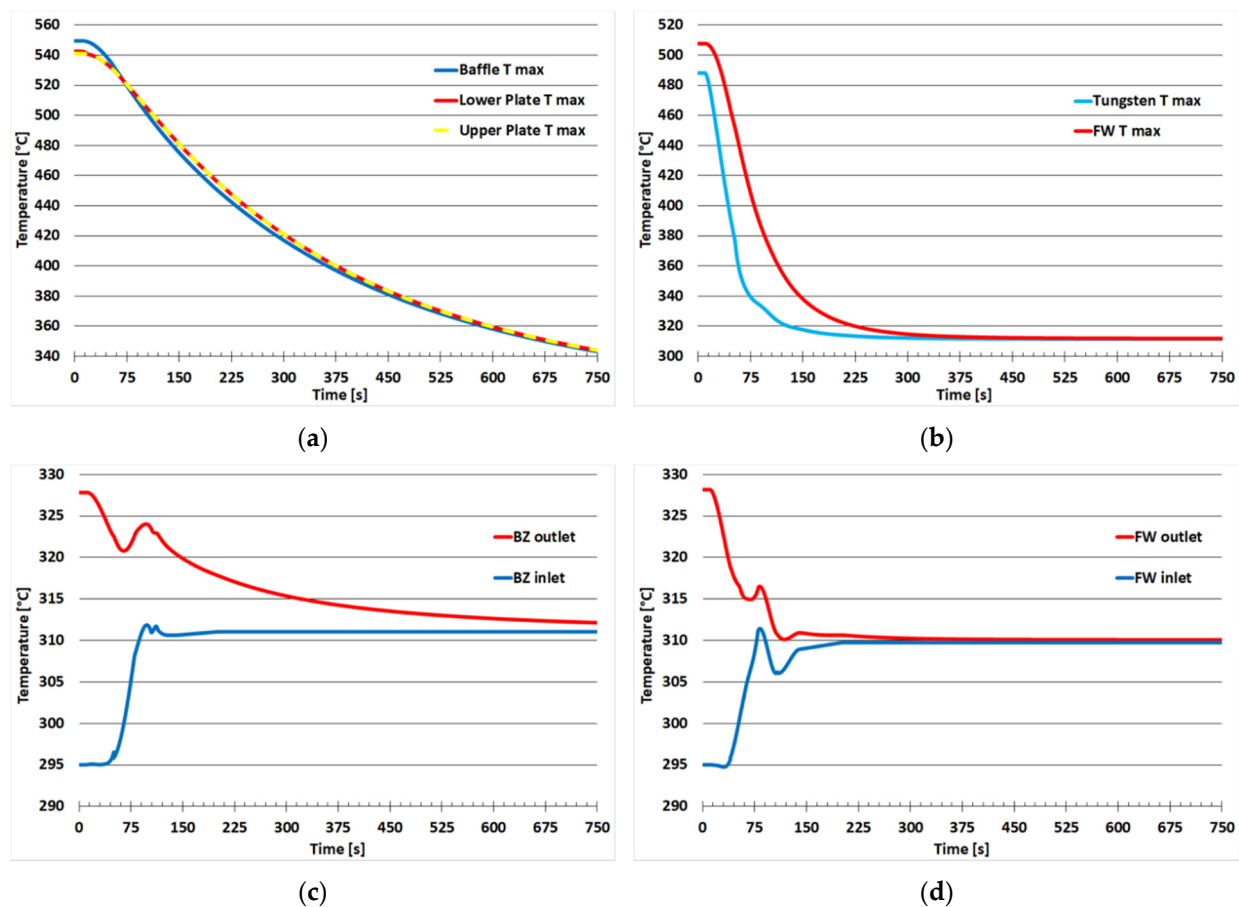 560
540
520
500
480
460
440
420
400
380
360
340
Temperature [°C]
Baffle T max
Lower Plate T max
Upper Plate T max
0 75 150 225 300 375 450 525 600 675 750
Time [s]
(a)
520
500
480
460
440
420
400
380
360
340
320
300
Temperature [°C]
Tungsten T max
FW T max
0 75 150 225 300 375 450 525 600 675 750
Time [s]
(b)
330
325
320
315
310
305
300
295
290
Temperature [°C]
BZ outlet
BZ inlet
0 75 150 225 300 375 450 525 600 675 750
Time [s]
(c)
330
325
320
315
310
305
300
295
290
Temperature [°C]
FW outlet
FW inlet
0 75 150 225 300 375 450 525 600 675 750
Time [s]
(d)